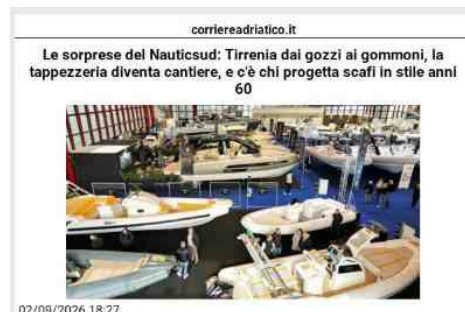 corriereadriatico.it
Le sorprese del Nauticsud: Tirrenia dai gozzi ai gommoni, la
tappezzeria diventa cantiere, e c'è chi progetta scafi in stile anni
60
02/09/2026 18:27